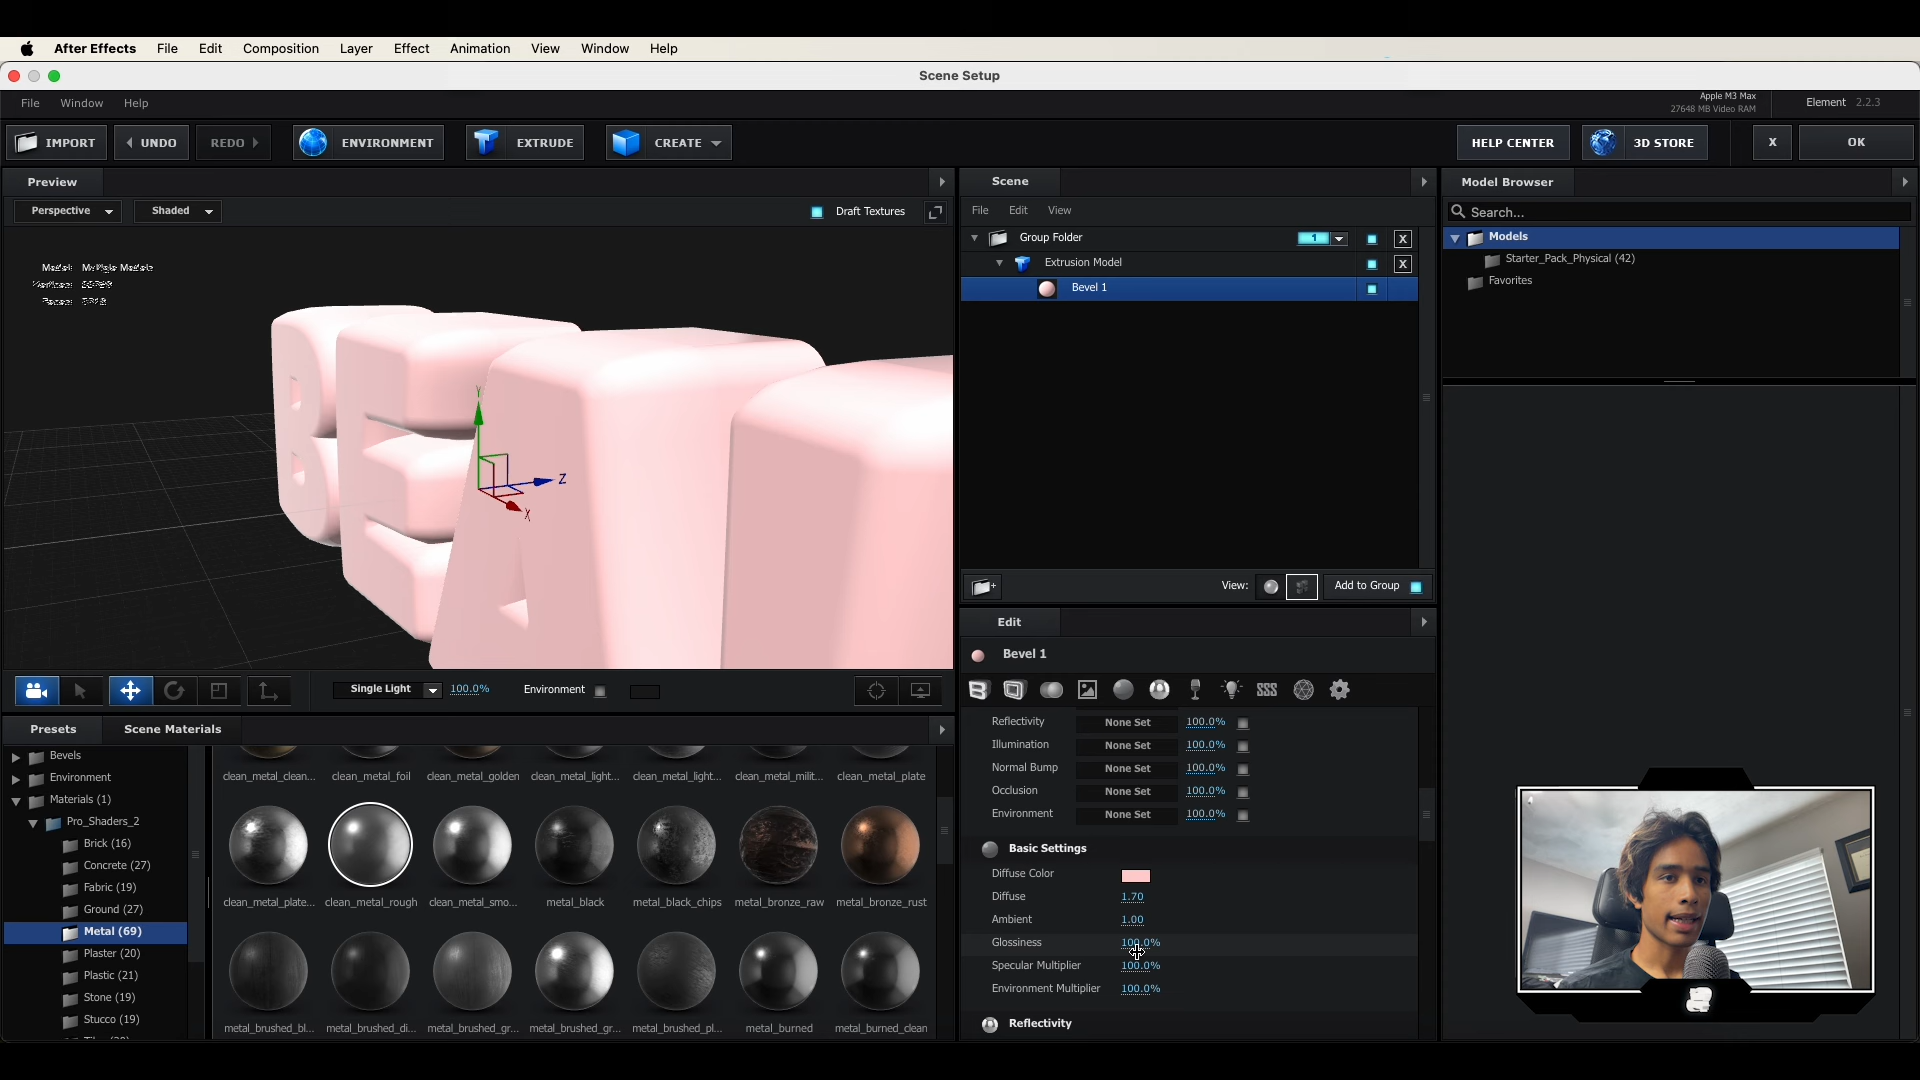 After Effects File Edit Composition Layer Effect Animation View Window Help
Scene Setup
File Window Help
Apple M3 Max
27648 MB Video RAM
Element 2.2.3
IMPORT UNDO REDO ENVIRONMENT EXTRUDE CREATE HELP CENTER 3D STORE X OK
Preview
Perspective Shaded Draft Textures
Model:
Y
Z
X
Single Light 100.0% Environment
Scene
File Edit View
Group Folder 1 X
Extrusion Model X
Bevel 1
View: Add to Group
Model Browser
Search...
Models
Starter_Pack_Physical (42)
Favorites
Presets Scene Materials
Bevels
Environment
Materials (1)
Pro_Shaders_2
Brick (16)
Concrete (27)
Fabric (19)
Ground (27)
Metal (69)
Plaster (20)
Plastic (21)
Stone (19)
Stucco (19)
clean_metal_clean... clean_metal_foil clean_metal_golden clean_metal_light... clean_metal_light... clean_metal_milit... clean_metal_plate
clean_metal_plate... clean_metal_rough clean_metal_smo... metal_black metal_black_chips metal_bronze_raw metal_bronze_rust
metal_brushed_bl... metal_brushed_di... metal_brushed_gr... metal_brushed_gr... metal_brushed_pl... metal_burned metal_burned_clean
Edit
Bevel 1
Reflectivity None Set 100.0%
Illumination None Set 100.0%
Normal Bump None Set 100.0%
Occlusion None Set 100.0%
Environment None Set 100.0%
Basic Settings
Diffuse Color
Diffuse 1.70
Ambient 1.00
Glossiness 100.0%
Specular Multiplier 100.0%
Environment Multiplier 100.0%
Reflectivity